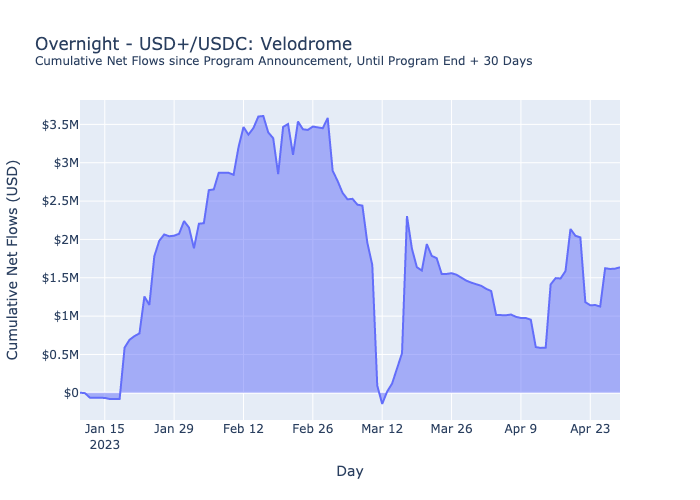 Overnight - USD+/USDC: Velodrome
Cumulative Net Flows since Program Announcement, Until Program End + 30 Days
Cumulative Net Flows (USD)
$3.5M
$3M
$2.5M
$2M
$1.5M
$1M
$0.5M
$0
Jan 15 Jan 29 Feb 12 Feb 26 Mar 12 Mar 26 Apr 9 Apr 23
2023
Day